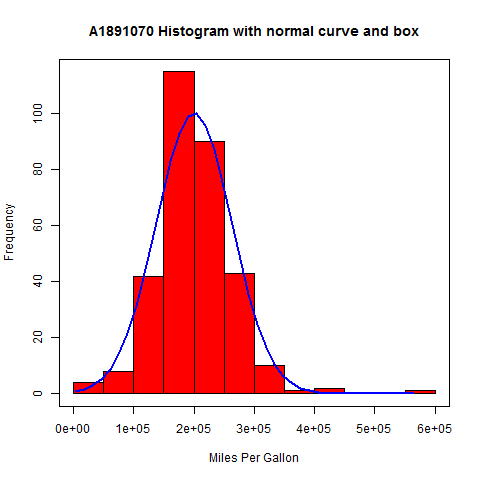 A1891070 Histogram with normal curve and box
Frequency
100
80
60
40
20
0
0e+00 1e+05 2e+05 3e+05 4e+05 5e+05 6e+05
Miles Per Gallon